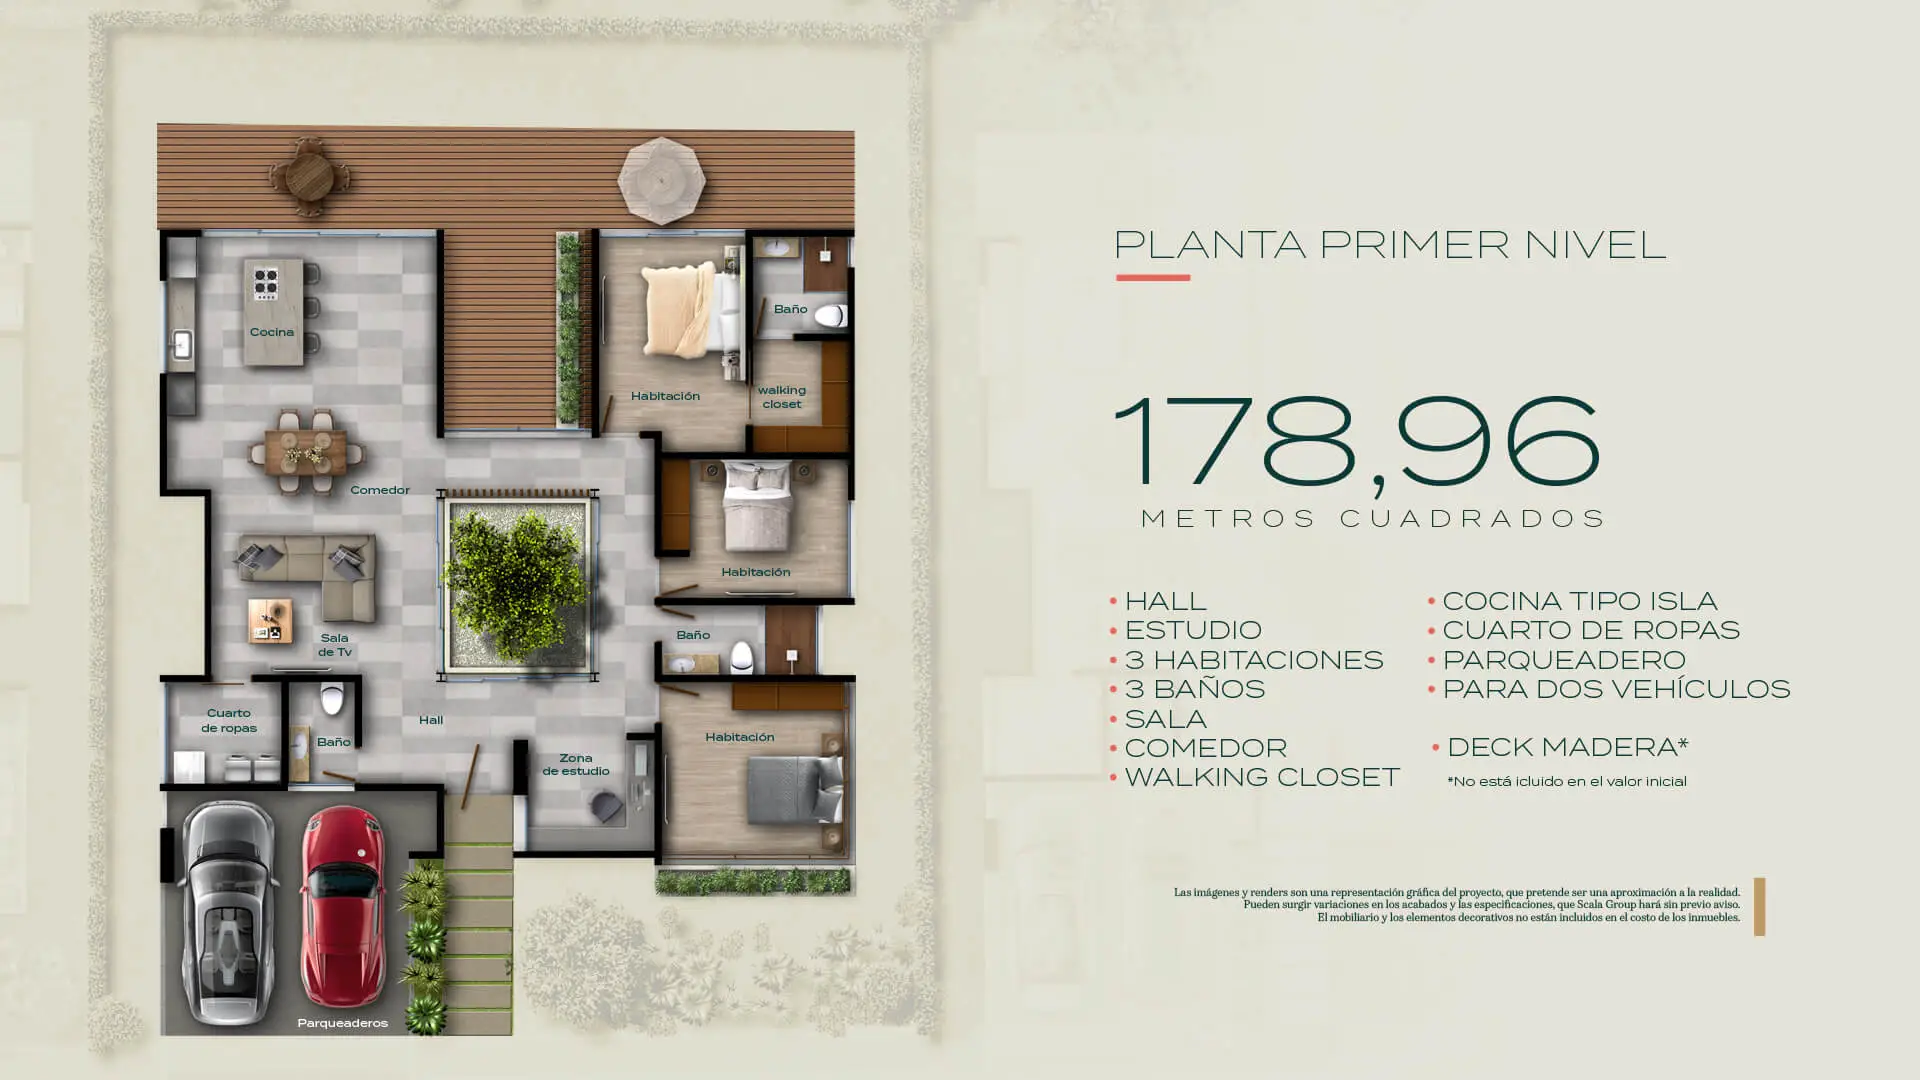 PLANTA PRIMER NIVEL
178,96
METROS CUADRADOS
• HALL
• ESTUDIO
• 3 HABITACIONES
• 3 BAÑOS
• SALA
• COMEDOR
• WALKING CLOSET
• COCINA TIPO ISLA
• CUARTO DE ROPAS
• PARQUEADERO
• PARA DOS VEHÍCULOS
• DECK MADERA*
*No está icluido en el valor inicial
Las imágenes y renders son una representación gráfica del proyecto, que pretende ser una aproximación a la realidad.
Pueden surgir variaciones en los acabados y las especificaciones, que Scala Group hará sin previo aviso.
El mobiliario y los elementos decorativos no están incluidos en el costo de los inmuebles.
Cocina
Baño
Habitación
walking
closet
Comedor
Habitación
Sala
de Tv
Baño
Cuarto
de ropas
Baño
Hall
Zona
de estudio
Habitación
Parqueaderos